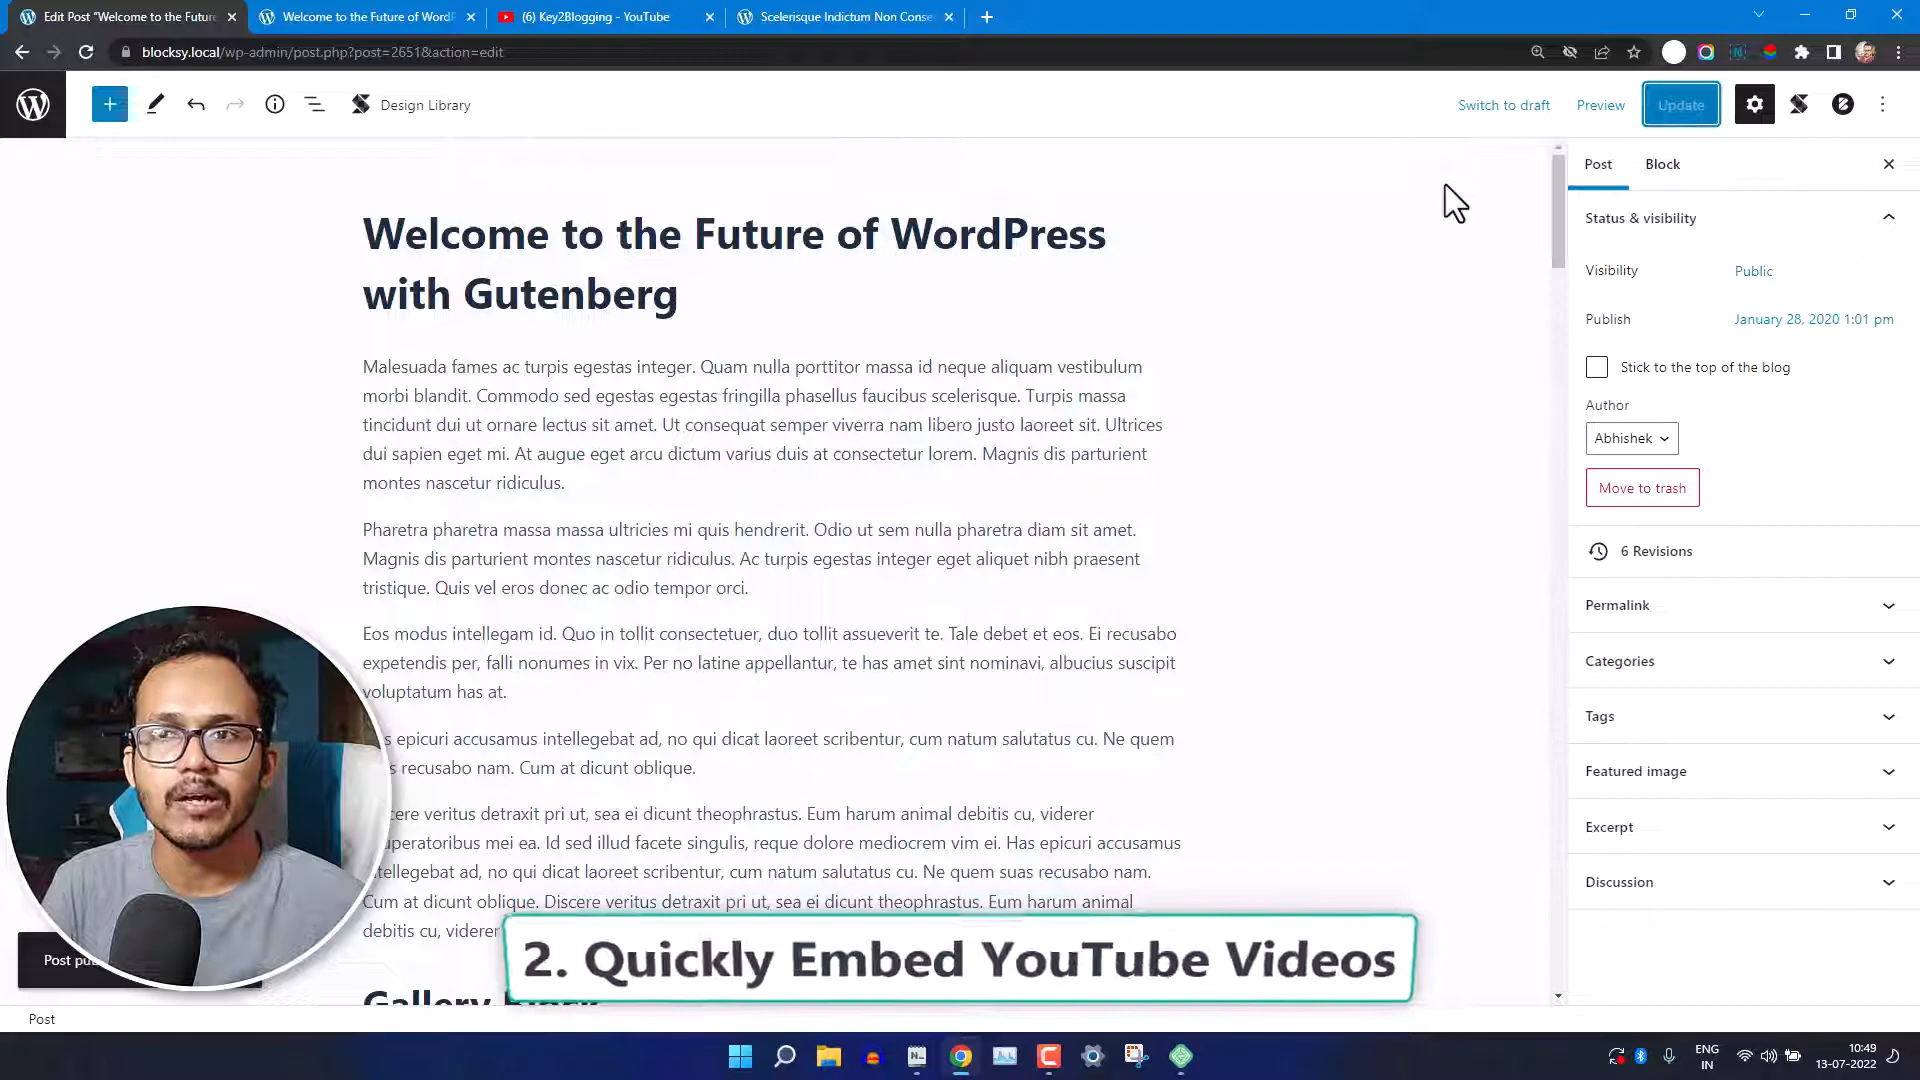 Edit Post "Welcome to the Future
Welcome to the Future of WordP
(6) Key2Blogging - YouTube
Scelerisque Indictum Non Conse
blocksy.local/wp-admin/post.php?post=2651&action=edit
Design Library
Switch to draft
Preview
Update
Post
Block
Welcome to the Future of WordPress
with Gutenberg
Malesuada fames ac turpis egestas integer. Quam nulla porttitor massa id neque aliquam vestibulum
morbi blandit. Commodo sed egestas egestas fringilla phasellus faucibus scelerisque. Turpis massa
tincidunt dui ut ornare lectus sit amet. Ut consequat semper viverra nam libero justo laoreet sit. Ultrices
dui sapien eget mi. At augue eget arcu dictum varius duis at consectetur lorem. Magnis dis parturient
montes nascetur ridiculus.
Pharetra pharetra massa massa ultricies mi quis hendrerit. Odio ut sem nulla pharetra diam sit amet.
Magnis dis parturient montes nascetur ridiculus. Ac turpis egestas integer eget aliquet nibh praesent
tristique. Quis vel eros donec ac odio tempor orci.
Eos modus intellegam id. Quo in tollit consectetuer, duo tollit assueverit te. Tale debet et eos. Ei recusabo
expetendis per, falli nonumes in vix. Per no latine appellantur, te has amet sint nominavi, albucius suscipit
voluptatum has at.
epicuri accusamus intellegebat ad, no qui dicat laoreet scribentur, cum natum salutatus cu. Ne quem
recusabo nam. Cum at dicunt oblique.
cere veritus detraxit pri ut, sea ei dicunt theophrastus. Eum harum animal debitis cu, viderer
uperatoribus mei ea. Id sed illud facete singulis, reque dolore mediocrem vim ei. Has epicuri accusamus
intellegebat ad, no qui dicat laoreet scribentur, cum natum salutatus cu. Ne quem suas recusabo nam.
Cum at dicunt oblique. Discere veritus detraxit pri ut, sea ei dicunt theophrastus. Eum harum animal
debitis cu, viderer
Gallery Block
2. Quickly Embed YouTube Videos
Status & visibility
Visibility
Public
Publish
January 28, 2020 1:01 pm
Stick to the top of the blog
Author
Abhishek
Move to trash
6 Revisions
Permalink
Categories
Tags
Featured image
Excerpt
Discussion
Post pu
Post
ENG
IN
10:49
13-07-2022